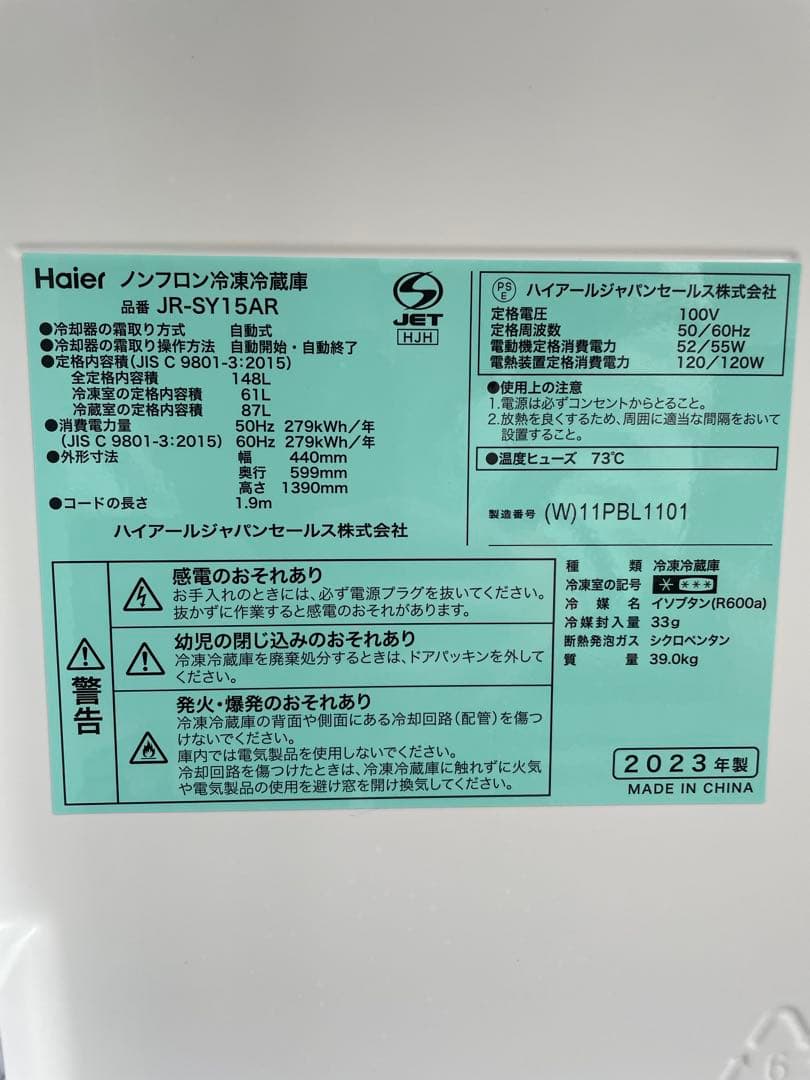 Haier ノンフロン冷凍冷蔵庫
品番 JR-SY15AR
●冷却器の霜取り方式 自動式
●冷却器の霜取り操作方法 自動開始・自動終了
●定格内容積(JIS C 9801-3:2015)
全定格内容積 148L
冷凍室の定格内容積 61L
冷蔵室の定格内容積 87L
●消費電力量 50Hz 279kWh/年
(JIS C 9801-3:2015) 60Hz 279kWh/年
●外形寸法 幅 440mm
奥行 599mm
高さ 1390mm
●コードの長さ 1.9m
ハイアールジャパンセールス株式会社
JET
HJH
PSE ハイアールジャパンセールス株式会社
定格電圧 100V
定格周波数 50/60Hz
電動機定格消費電力 52/55W
電熱装置定格消費電力 120/120W
●使用上の注意
1.電源は必ずコンセントからとること。
2.放熱を良くするため、周囲に適当な間隔をおいて
設置すること。
●温度ヒューズ 73℃
製造番号 (W)11PBL1101
警告
感電のおそれあり
お手入れのときには、必ず電源プラグを抜いてください。
抜かずに作業すると感電のおそれがあります。
幼児の閉じ込みのおそれあり
冷凍冷蔵庫を廃棄処分するときは、ドアパッキンを外して
ください。
発火・爆発のおそれあり
冷凍冷蔵庫の背面や側面にある冷却回路(配管)を傷つ
けないでください。
庫内では電気製品を使用しないでください。
冷却回路を傷つけたときは、冷凍冷蔵庫に触れずに火気
や電気製品の使用を避け窓を開け換気してください。
種類 冷凍冷蔵庫
冷凍室の記号 * ***
冷媒名 イソブタン(R600a)
冷媒封入量 33g
断熱発泡ガス シクロペンタン
質量 39.0kg
2023年製
MADE IN CHINA
6